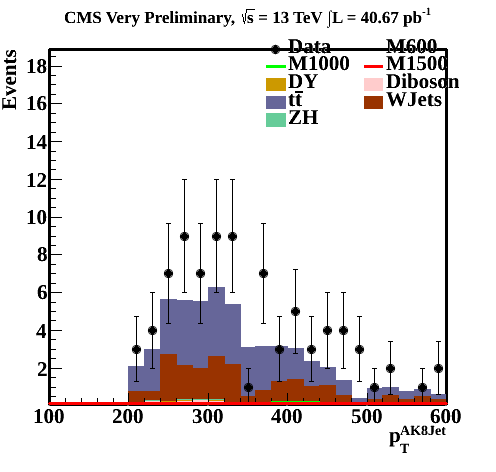 CMS Very Preliminary, √s = 13 TeV ∫L = 40.67 pb⁻¹
Events
Data M600
M1000 M1500
DY Diboson
tt̄ WJets
ZH
18
16
14
12
10
8
6
4
2
100 200 300 400 500 600
p_T^AK8Jet